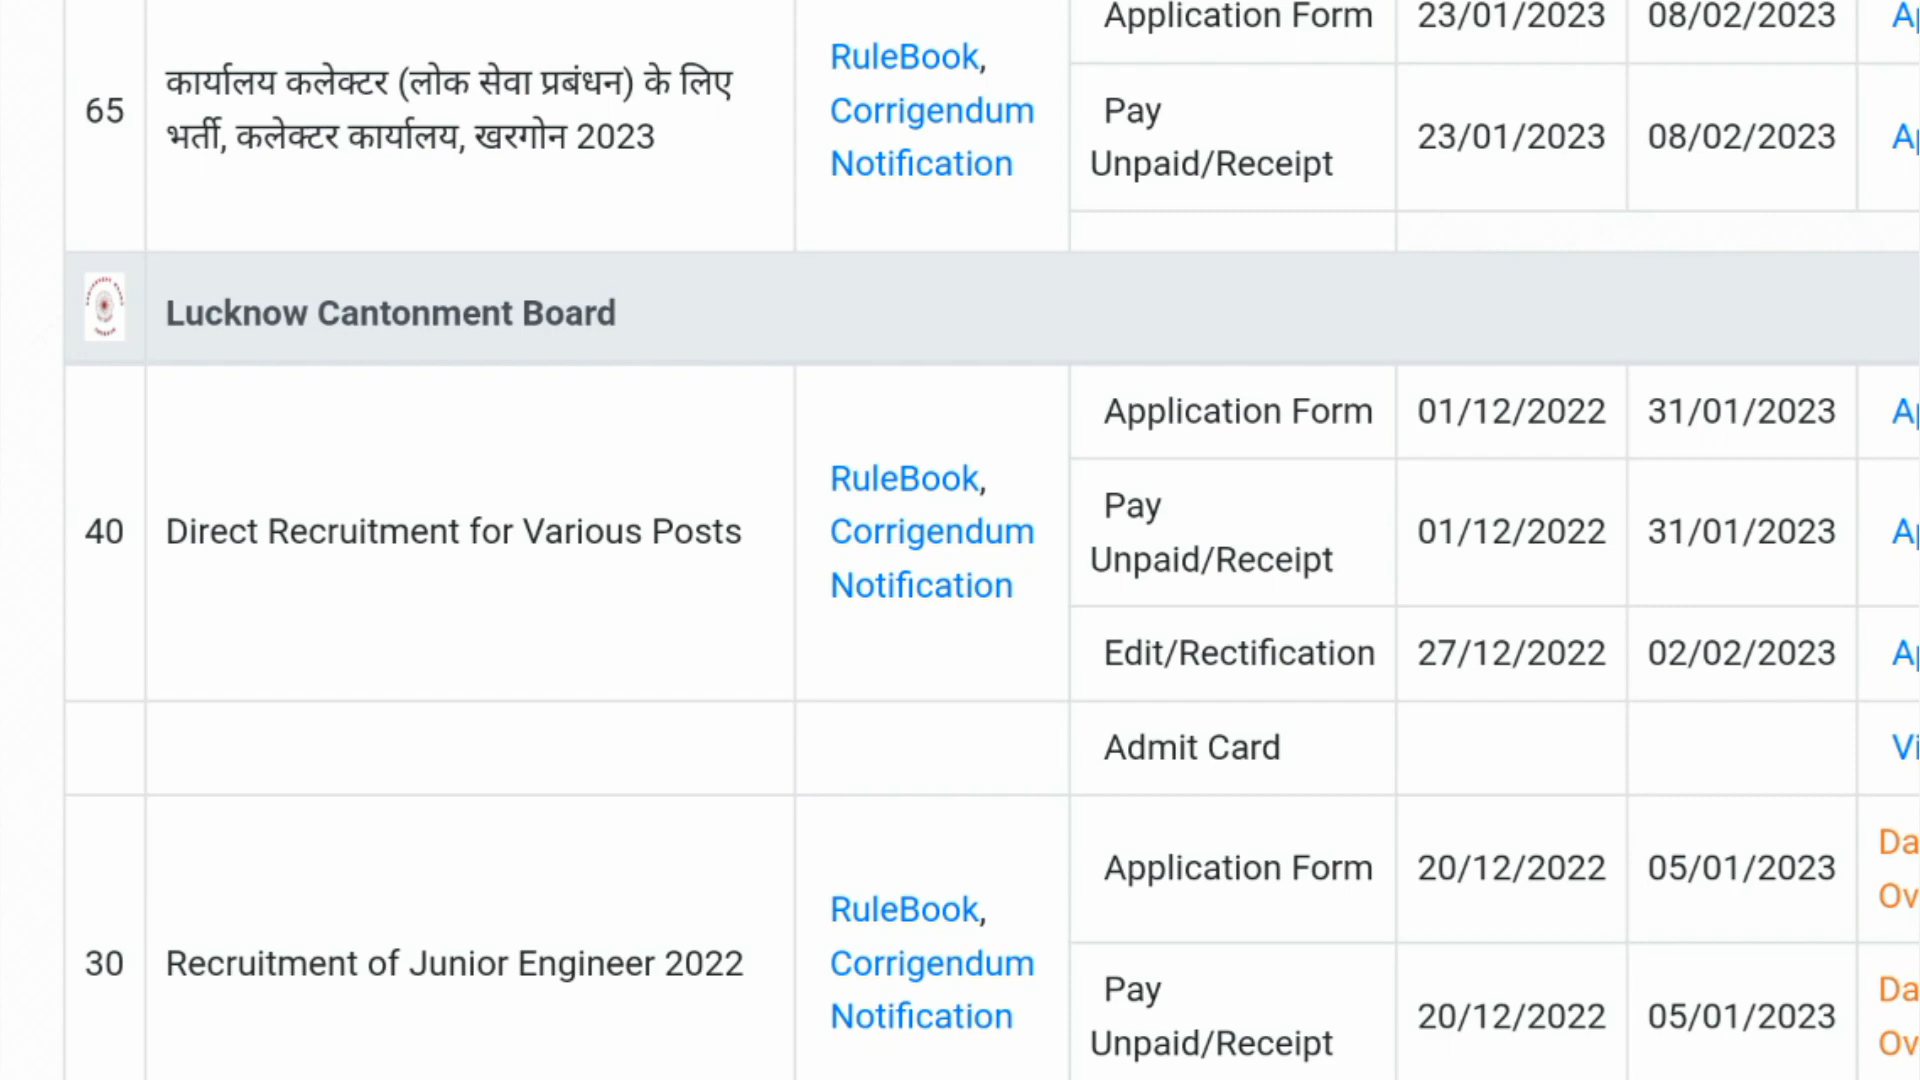 Application Form 23/01/2023 08/02/2023
65 कार्यालय कलेक्टर (लोक सेवा प्रबंधन) के लिए
भर्ती, कलेक्टर कार्यालय, खरगोन 2023
RuleBook,
Corrigendum
Notification
Pay
Unpaid/Receipt
23/01/2023 08/02/2023
Lucknow Cantonment Board
40 Direct Recruitment for Various Posts
RuleBook,
Corrigendum
Notification
Application Form 01/12/2022 31/01/2023
Pay
Unpaid/Receipt
01/12/2022 31/01/2023
Edit/Rectification 27/12/2022 02/02/2023
Admit Card
30 Recruitment of Junior Engineer 2022
RuleBook,
Corrigendum
Notification
Application Form 20/12/2022 05/01/2023
Pay
Unpaid/Receipt
20/12/2022 05/01/2023